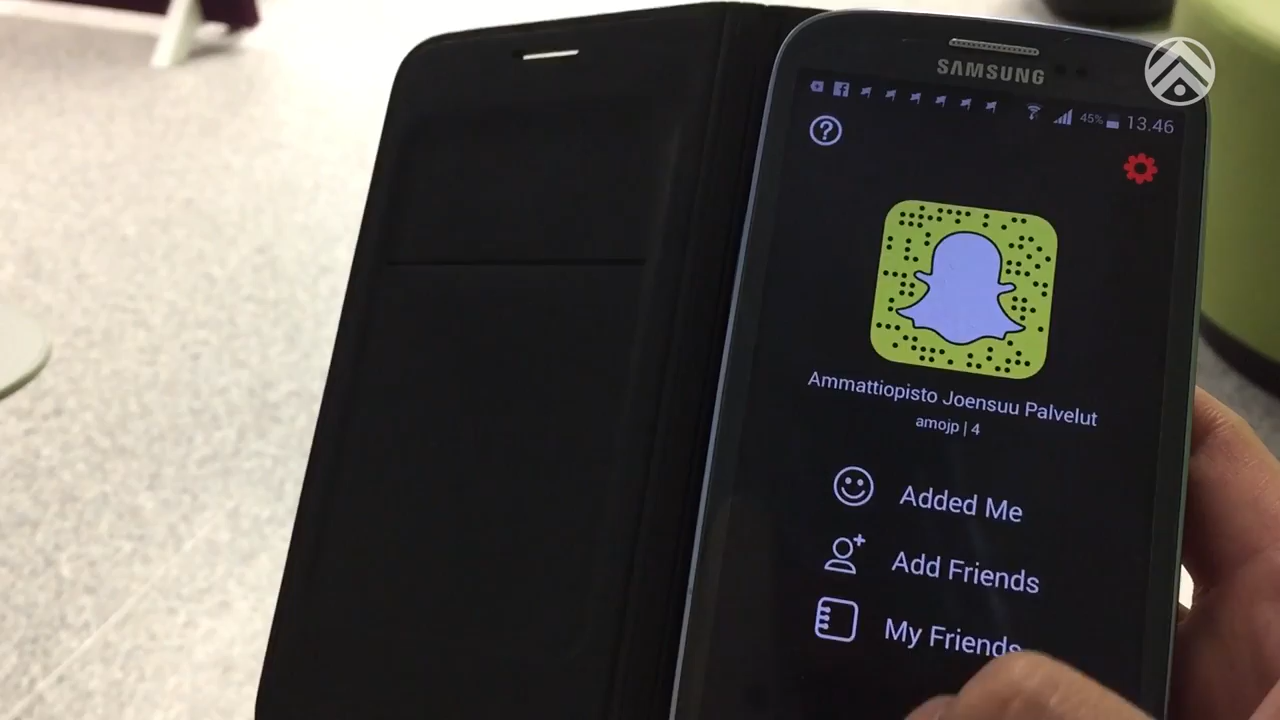 SAMSUNG
45% 13.46
Ammattiopisto Joensuu Palvelut
amojp | 4
Added Me
Add Friends
My Friends